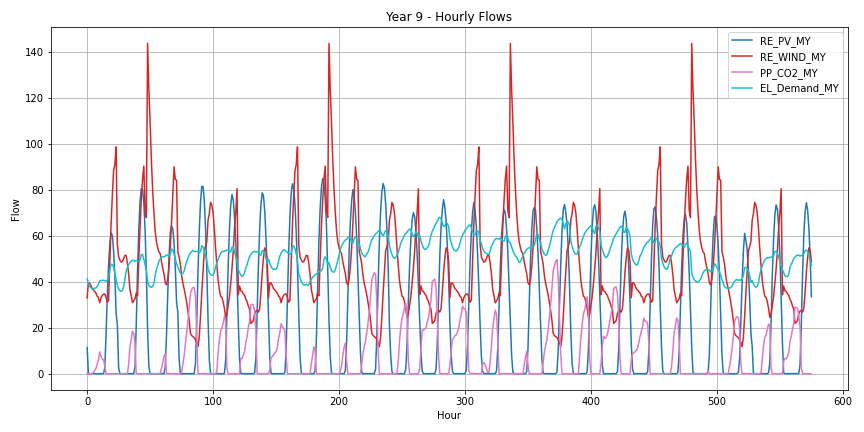 Year 9 - Hourly Flows
RE_PV_MY
RE_WIND_MY
PP_CO2_MY
EL_Demand_MY
Flow
140
120
100
80
60
40
20
0
0
100
200
300
400
500
600
Hour